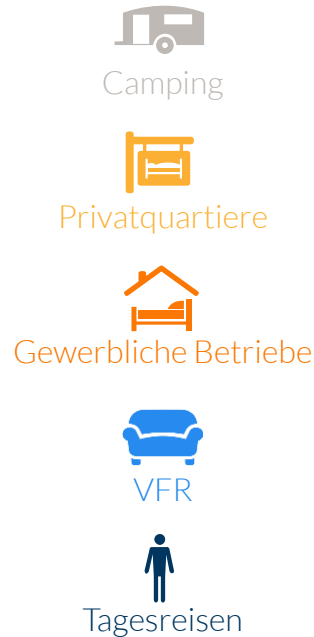 Camping
Privatquartiere
Gewerbliche Betriebe
VFR
Tagesreisen